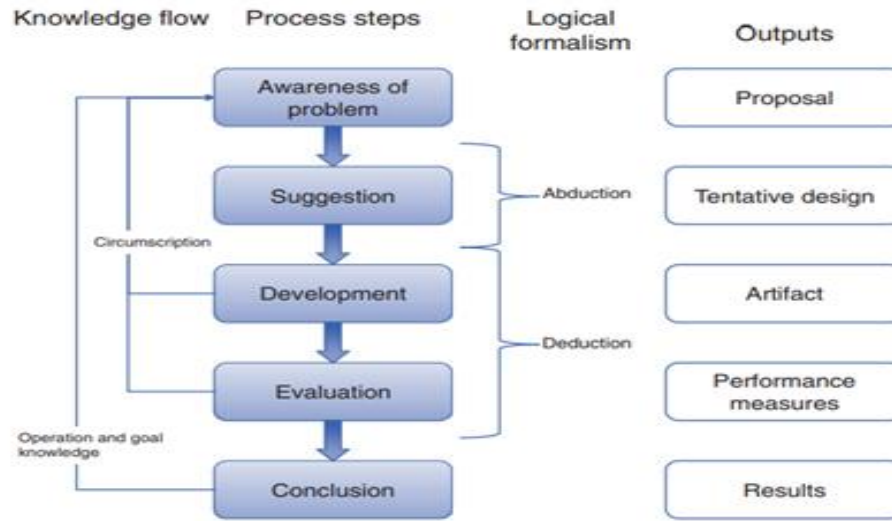 Knowledge flow
Process steps
Logical
formalism
Outputs
Awareness of
problem
Proposal
Suggestion
Abduction
Tentative design
Circumscription
Development
Artifact
Deduction
Evaluation
Performance
measures
Operation and goal
knowledge
Conclusion
Results